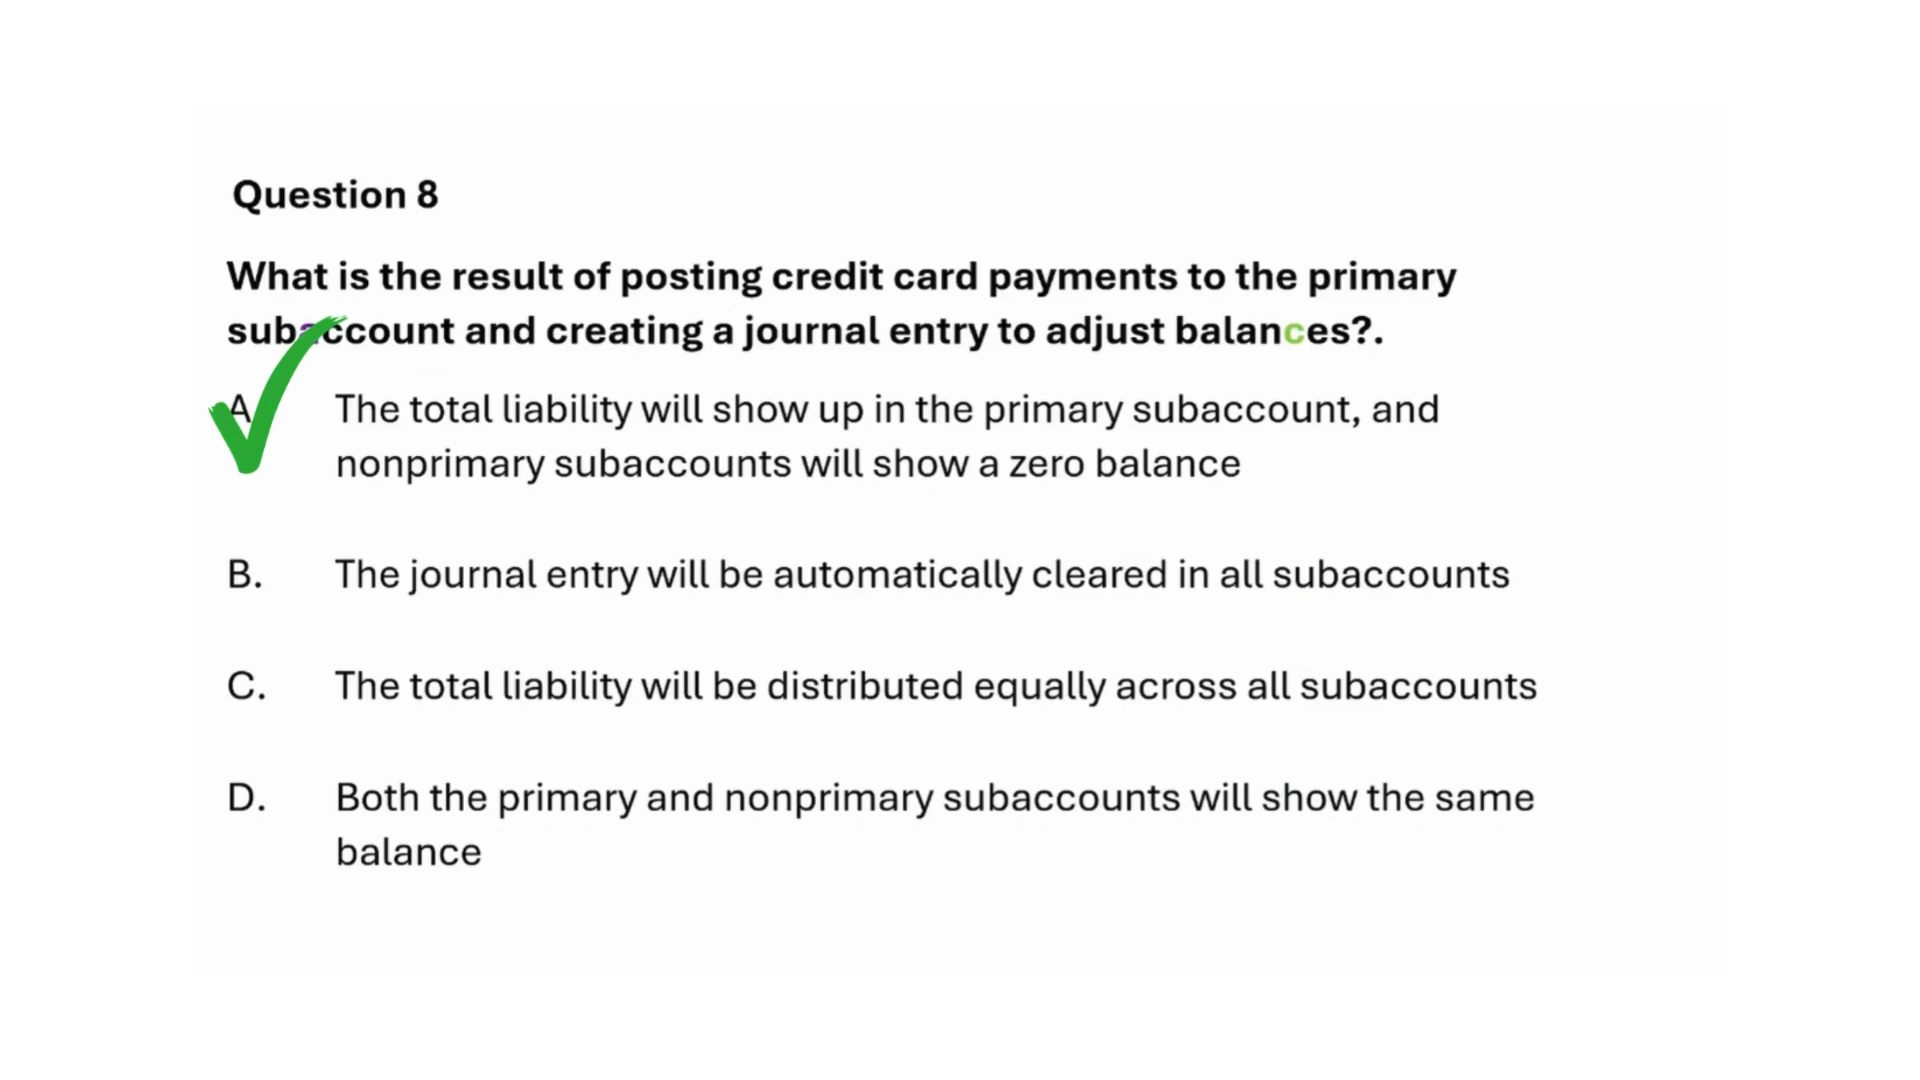 Question 8
What is the result of posting credit card payments to the primary
subaccount and creating a journal entry to adjust balances?.
A The total liability will show up in the primary subaccount, and
nonprimary subaccounts will show a zero balance
B. The journal entry will be automatically cleared in all subaccounts
C. The total liability will be distributed equally across all subaccounts
D. Both the primary and nonprimary subaccounts will show the same
balance